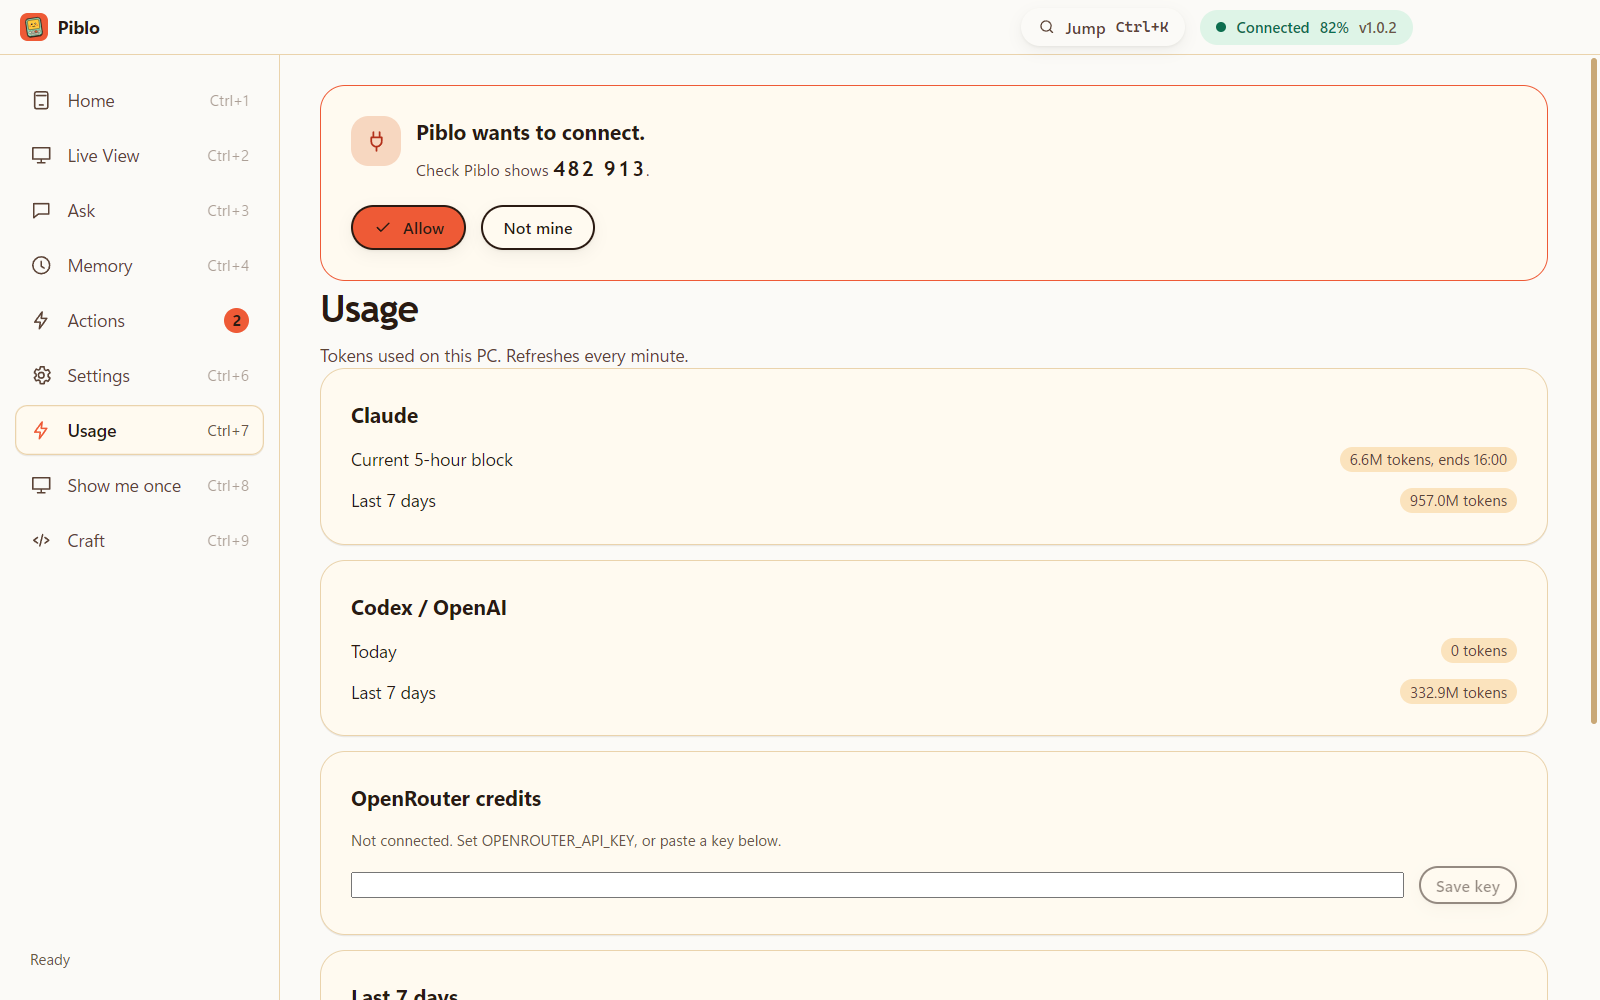 Piblo
Jump Ctrl+K
Connected 82% v1.0.2
Home Ctrl+1
Live View Ctrl+2
Ask Ctrl+3
Memory Ctrl+4
Actions 2
Settings Ctrl+6
Usage Ctrl+7
Show me once Ctrl+8
Craft Ctrl+9
Ready
Piblo wants to connect.
Check Piblo shows 482 913.
Allow Not mine
Usage
Tokens used on this PC. Refreshes every minute.
Claude
Current 5-hour block 6.6M tokens, ends 16:00
Last 7 days 957.0M tokens
Codex / OpenAI
Today 0 tokens
Last 7 days 332.9M tokens
OpenRouter credits
Not connected. Set OPENROUTER_API_KEY, or paste a key below.
Save key
Last 7 days